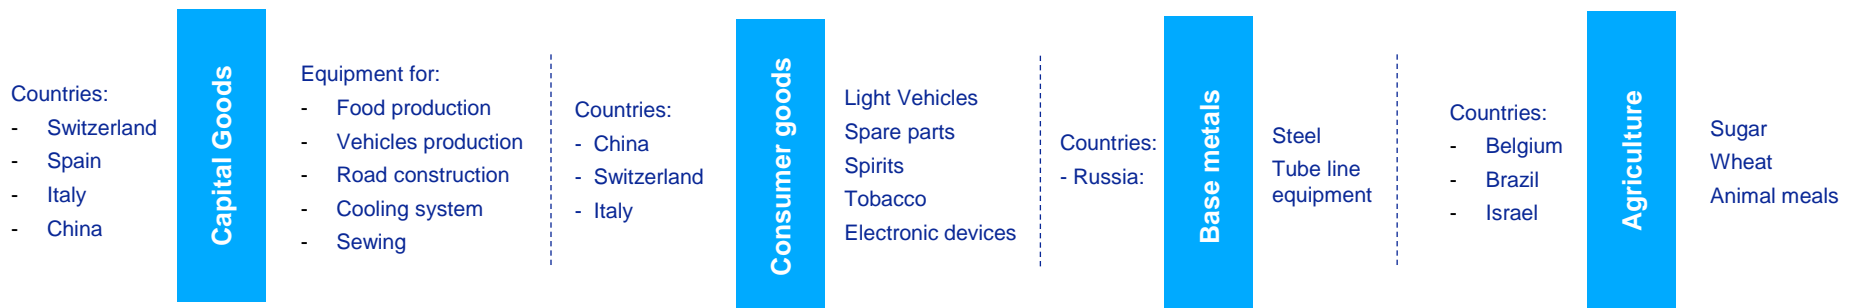 Countries:
- Switzerland
- Spain
- Italy
- China
Capital Goods
Equipment for:
- Food production
- Vehicles production
- Road construction
- Cooling system
- Sewing
Countries:
- China
- Switzerland
- Italy
Consumer goods
Light Vehicles
Spare parts
Spirits
Tobacco
Electronic devices
Countries:
- Russia:
Base metals
Steel
Tube line
equipment
Countries:
- Belgium
- Brazil
- Israel
Agriculture
Sugar
Wheat
Animal meals